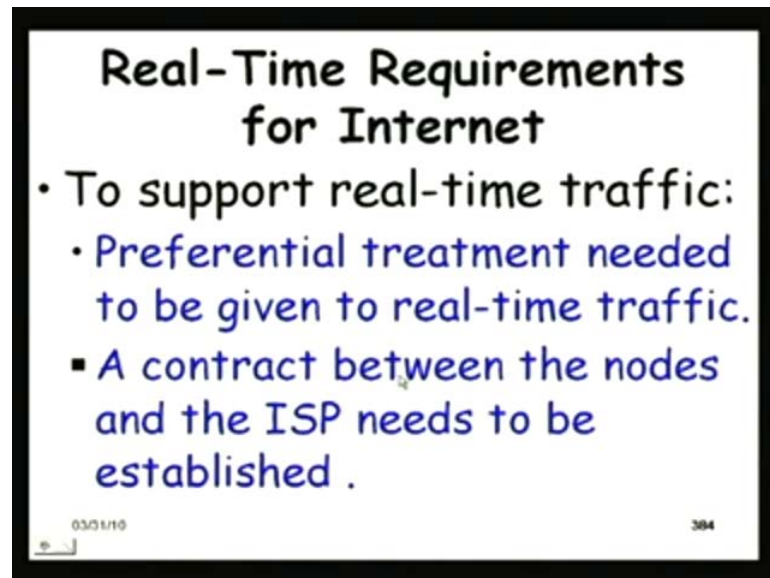 Real-Time Requirements
for Internet
• To support real-time traffic:
• Preferential treatment needed
to be given to real-time traffic.
▪ A contract between the nodes
and the ISP needs to be
established .
03/31/10
384